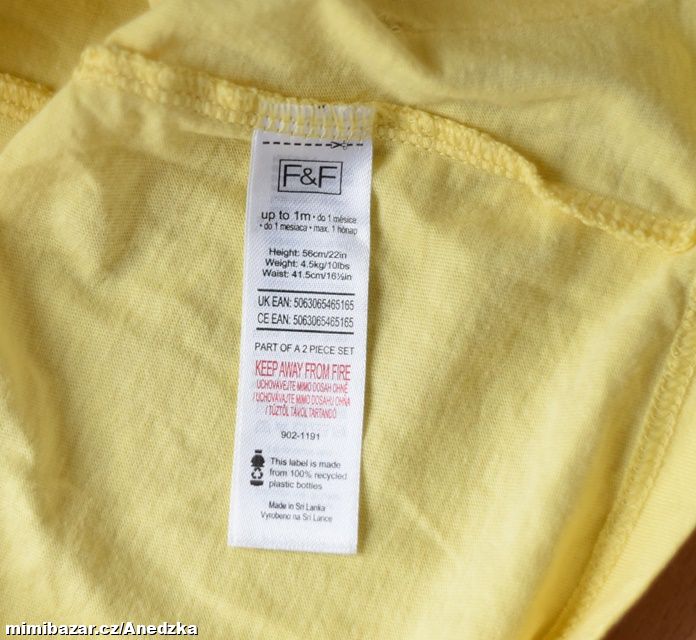 F&F
up to 1m • do 1 měsíce
• do 1 mesiaca • max. 1 hónap
Height: 56cm/22in
Weight: 4.5kg/10lbs
Waist: 41.5cm/16½in
UK EAN: 5063065465165
CE EAN: 5063065465165
PART OF A 2 PIECE SET
KEEP AWAY FROM FIRE
UCHOVÁVEJTE MIMO DOSAH OHNĚ
/ UCHOVÁVAJTE MIMO DOSAHU OHŇA
/ TŰZTŐL TÁVOL TARTANDÓ
902-1191
This label is made
from 100% recycled
plastic bottles
Made in Sri Lanka
Vyrobeno na Srí Lance
mimibazar.cz/Anedzka